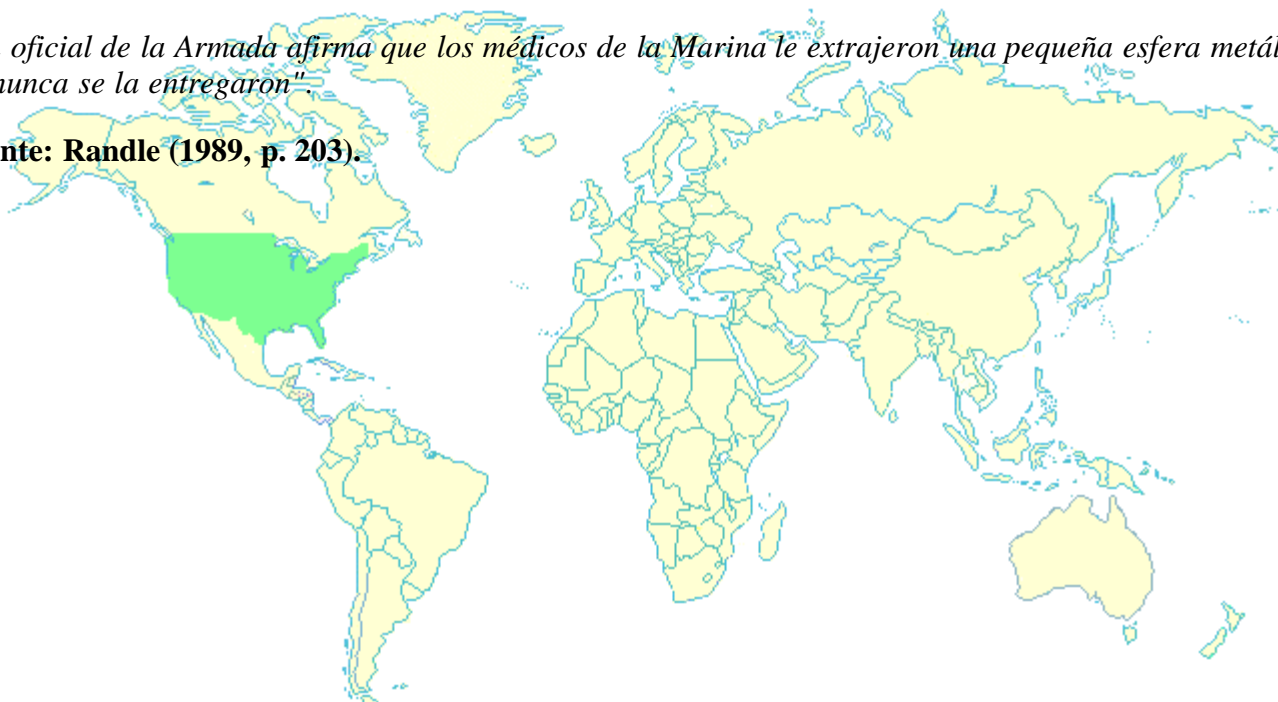 oficial de la Armada afirma que los médicos de la Marina le extrajeron una pequeña esfera metál
nunca se la entregaron".
nte: Randle (1989, p. 203).